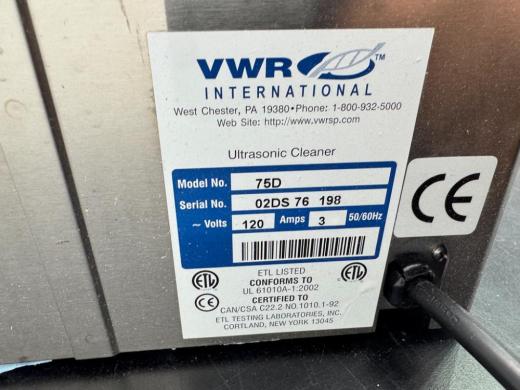 VWR™
INTERNATIONAL
West Chester, PA 19380•Phone: 1-800-932-5000
Web Site: http://www.vwrsp.com
Ultrasonic Cleaner
Model No. 75D
Serial No. 02DS 76 198
~ Volts 120 Amps 3 50/60Hz
CE
ETL LISTED
CONFORMS TO
UL 61010A-1:2002
CERTIFIED TO
CAN/CSA C22.2 NO.1010.1-92
ETL TESTING LABORATORIES, INC.
CORTLAND, NEW YORK 13045
ETL
ETL